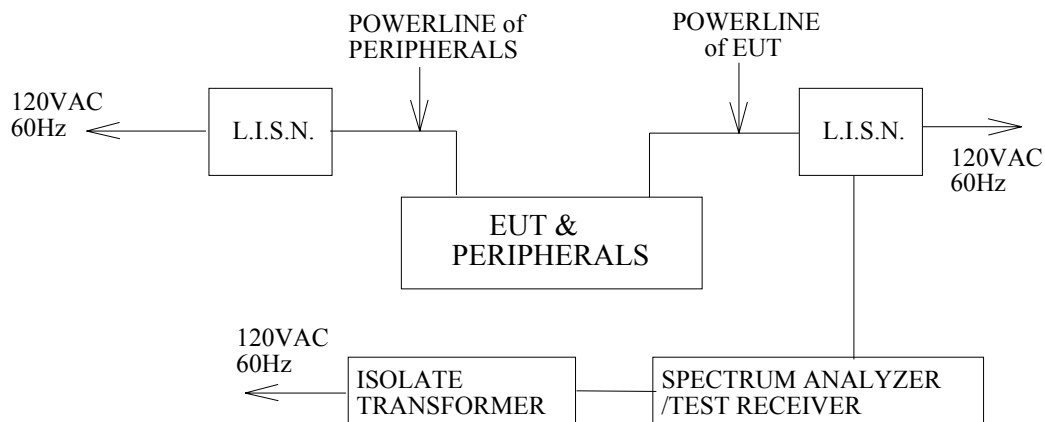 POWERLINE of
PERIPHERALS
POWERLINE
of EUT
120VAC
60Hz
L.I.S.N.
L.I.S.N.
120VAC
60Hz
EUT &
PERIPHERALS
120VAC
60Hz
ISOLATE
TRANSFORMER
SPECTRUM ANALYZER
/TEST RECEIVER